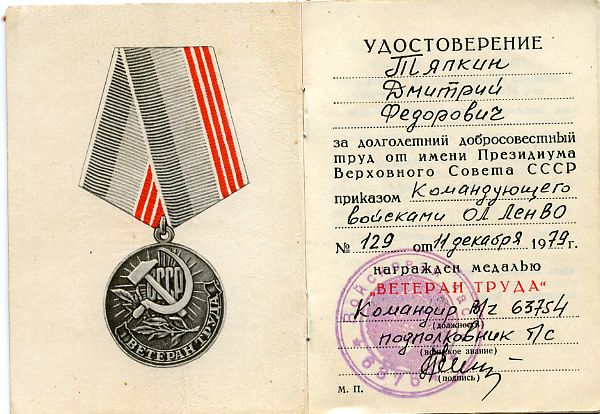 СССР
ВЕТЕРАН ТРУДА
УДОСТОВЕРЕНИЕ
Тяпкин
Дмитрий
Федорович
за долголетний добросовестный
труд от имени Президиума
Верховного Совета СССР
приказом Командующего
войсками ОЛ ЛенВО
№ 129 от 11 декабря 1979г.
награжден медалью
„ВЕТЕРАН ТРУДА“
Командир В/г 63754
(должность)
подполковник Т/с
(воинское звание)
(подпись)
М. П.